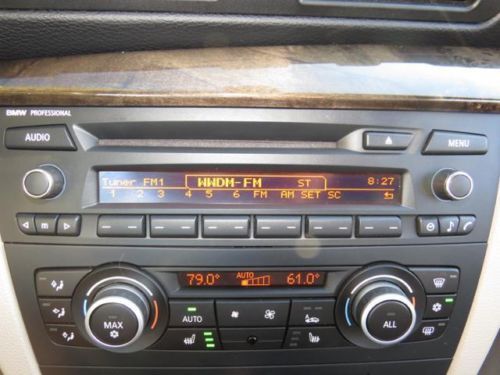 BMW PROFESSIONAL
AUDIO
MENU
Tuner FM1 WWDM-FM ST 8:27
1 2 3 4 5 6 FM AM SET SC
m
79.0° AUTO 61.0°
MAX
AUTO
ALL